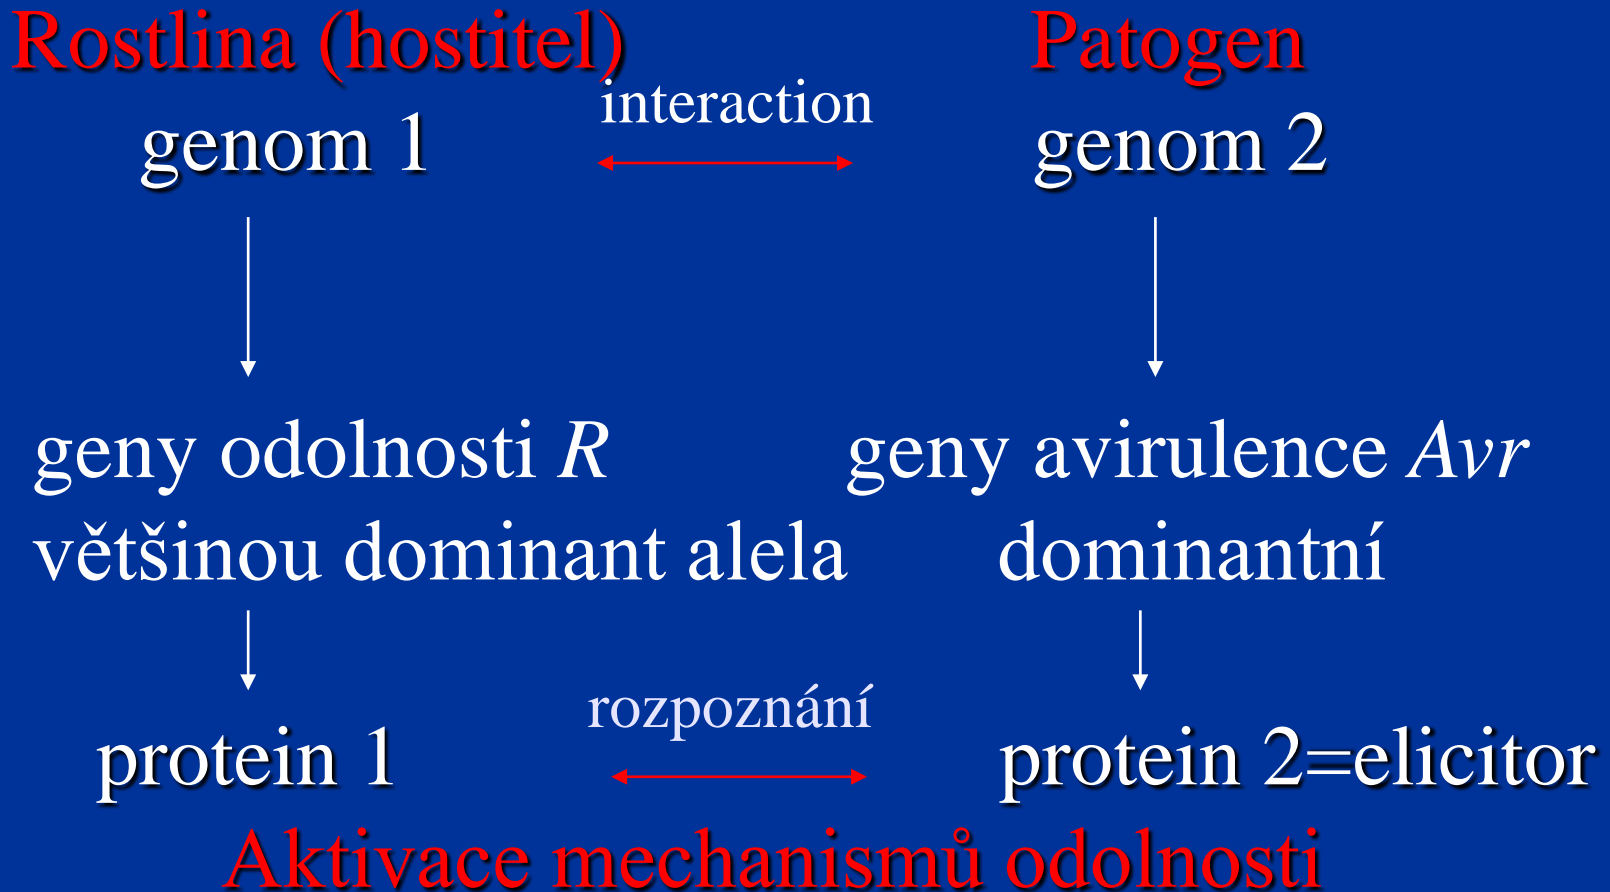 Rostlina (hostitel) Patogen
interaction
genom 1 genom 2
geny odolnosti R geny avirulence Avr
většinou dominant alela dominantní
rozpoznání
protein 1 protein 2=elicitor
Aktivace mechanismů odolnosti